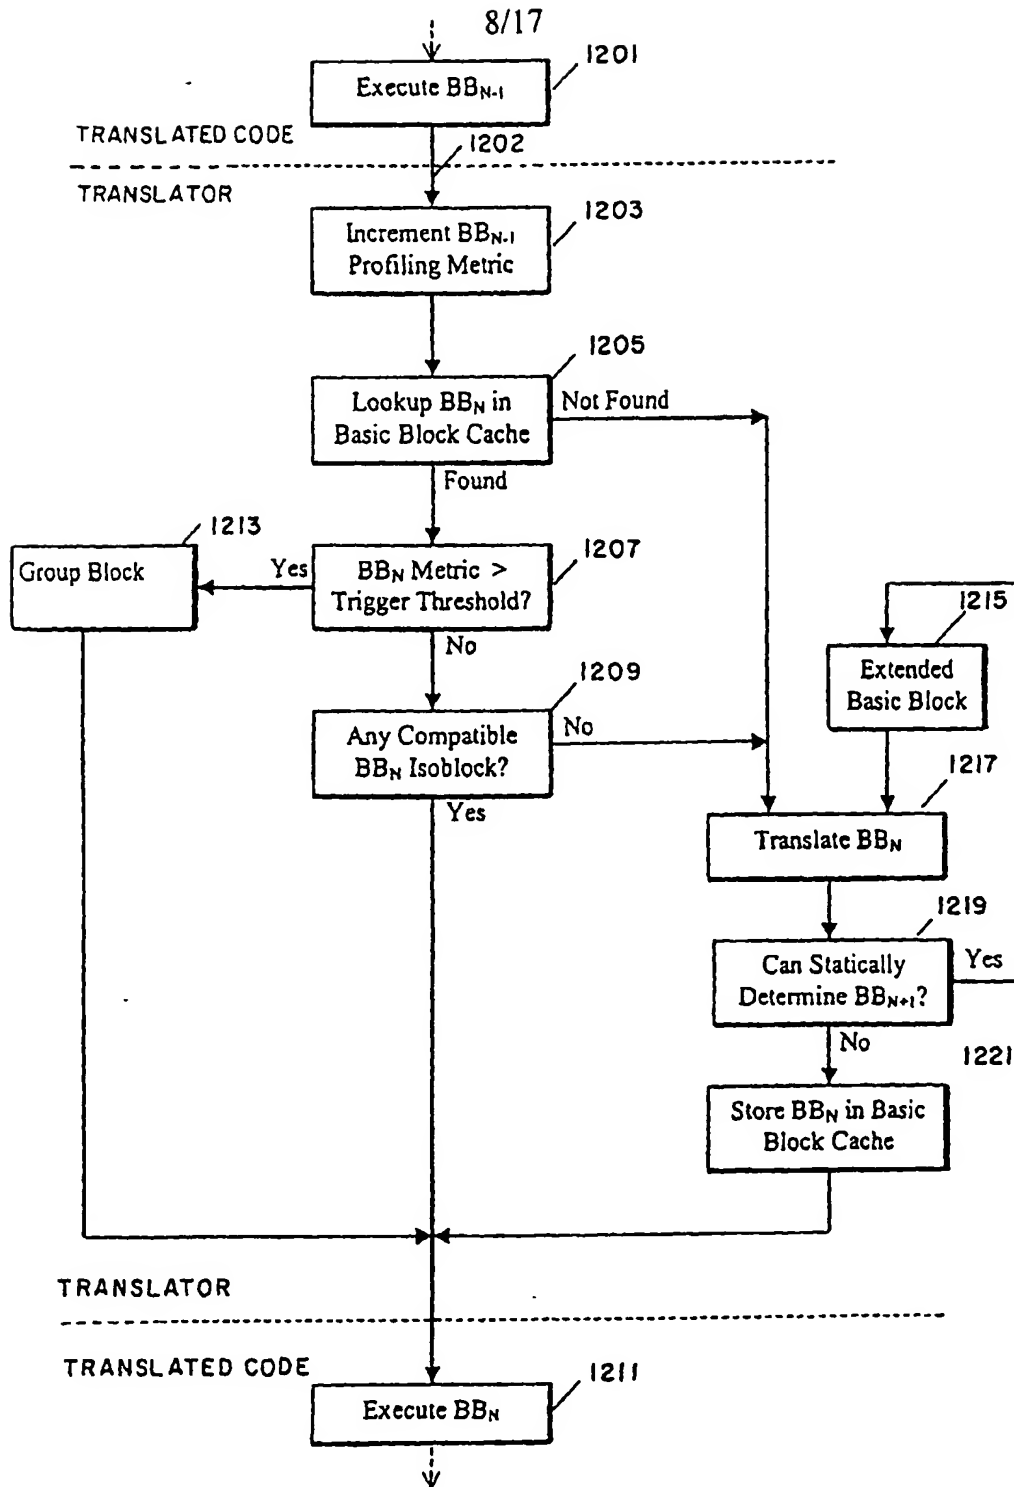 8/17
1201
Execute BBN-1
TRANSLATED CODE
1202
TRANSLATOR
1203
Increment BBN-1
Profiling Metric
1205
Lookup BBN in
Basic Block Cache
Not Found
Found
1213
Group Block
Yes
1207
BBN Metric >
Trigger Threshold?
No
1209
Any Compatible
BBN Isoblock?
No
Yes
1215
Extended
Basic Block
1217
Translate BBN
1219
Can Statically
Determine BBN+1?
Yes
No
1221
Store BBN in Basic
Block Cache
TRANSLATOR
TRANSLATED CODE
1211
Execute BBN